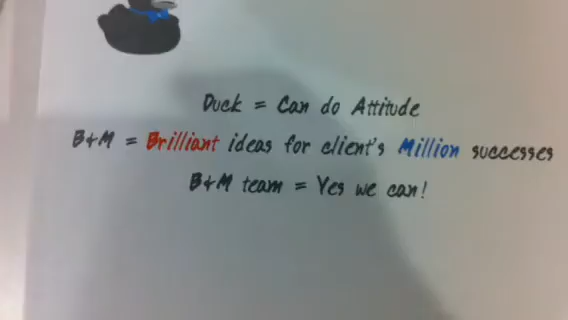 Duck = Can do Attitude
B&M = Brilliant ideas for client's Million successes
B&M team = Yes we can!